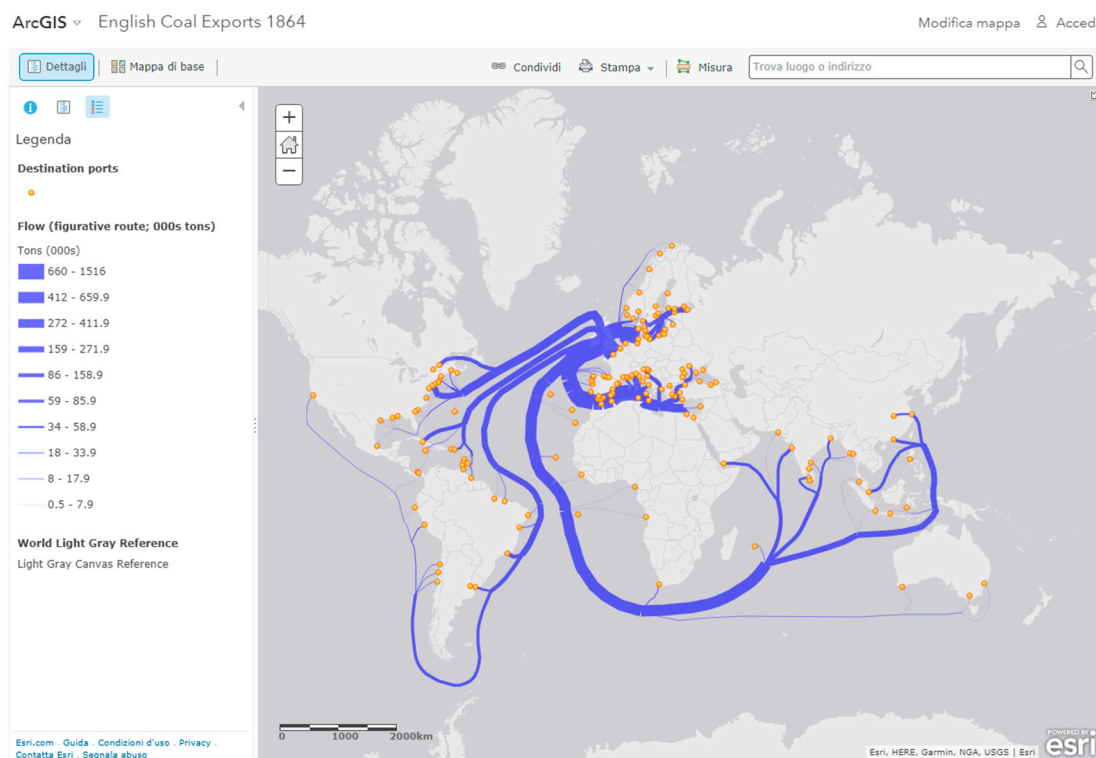 ArcGIS English Coal Exports 1864 Modifica mappa Acced
Dettagli Mappa di base Condividi Stampa Misura Trova luogo o indirizzo
Legenda
Destination ports
Flow (figurative route; 000s tons)
Tons (000s)
660 - 1516
412 - 659.9
272 - 411.9
159 - 271.9
86 - 158.9
59 - 85.9
34 - 58.9
18 - 33.9
8 - 17.9
0.5 - 7.9
World Light Gray Reference
Light Gray Canvas Reference
Esri.com . Guida . Condizioni d'uso . Privacy .
Contatta Esri . Segnala abuso
0 1000 2000km
Esri, HERE, Garmin, NGA, USGS | Esri
POWERED BY
esri